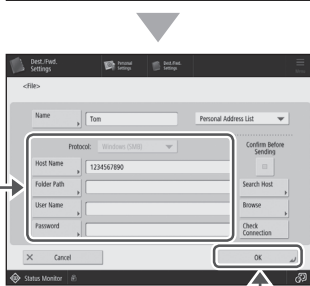 Dest./Fwd. Settings
Personal Settings
Dest./Fwd. Settings
Menu
<File>
Name
Tom
Personal Address List
Protocol:
Windows (SMB)
Confirm Before Sending
Host Name
1234567890
Folder Path
Search Host
User Name
Browse
Password
Check Connection
Cancel
OK
Status Monitor